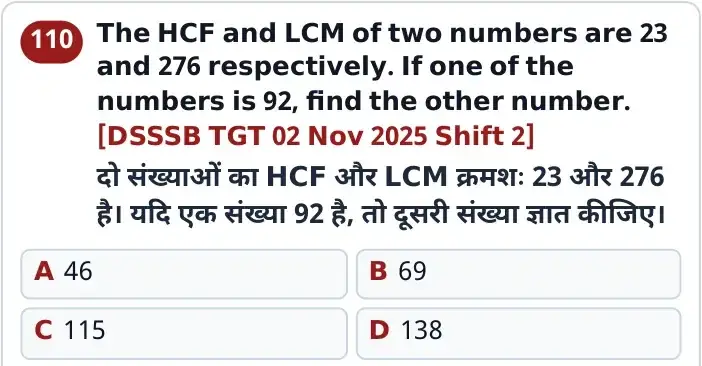 110 The HCF and LCM of two numbers are 23
and 276 respectively. If one of the
numbers is 92, find the other number.
[DSSSB TGT 02 Nov 2025 Shift 2]
दो संख्याओं का HCF और LCM क्रमशः 23 और 276
है। यदि एक संख्या 92 है, तो दूसरी संख्या ज्ञात कीजिए।
A 46 B 69
C 115 D 138